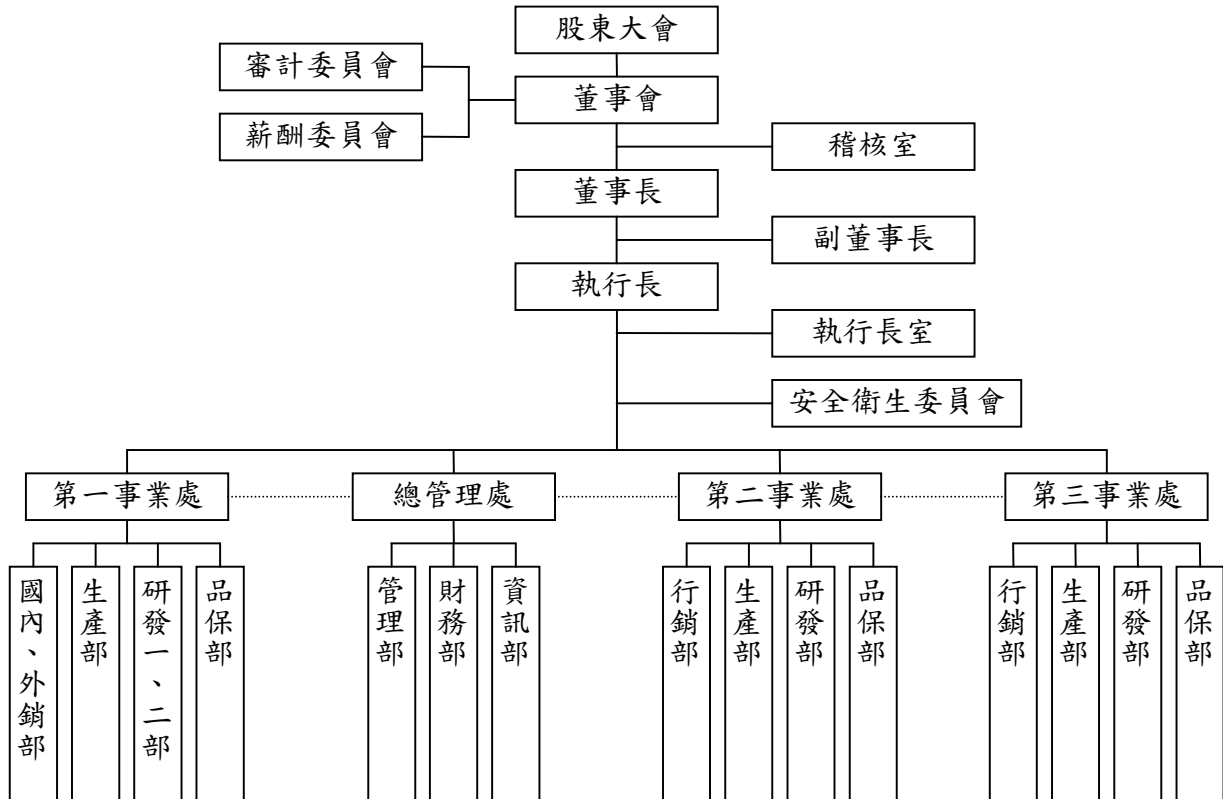 股東大會
審計委員會
董事會
薪酬委員會
稽核室
董事長
副董事長
執行長
執行長室
安全衛生委員會
第一事業處
總管理處
第二事業處
第三事業處
國內、外銷部
生產部
研發一、二部
品保部
管理部
財務部
資訊部
行銷部
生產部
研發部
品保部
行銷部
生產部
研發部
品保部